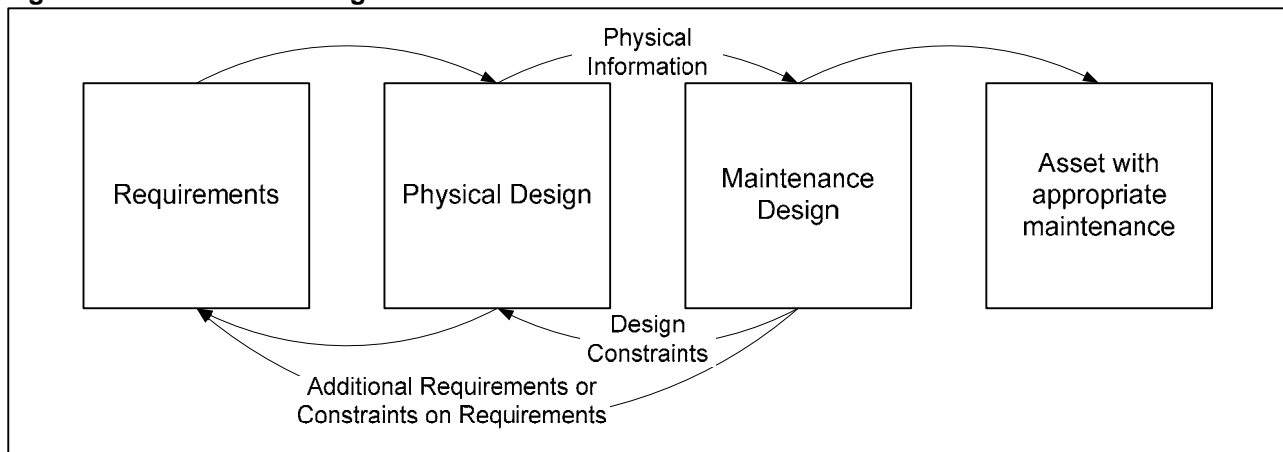 Physical
Information
Requirements
Physical Design
Maintenance
Design
Asset with
appropriate
maintenance
Design
Constraints
Additional Requirements or
Constraints on Requirements